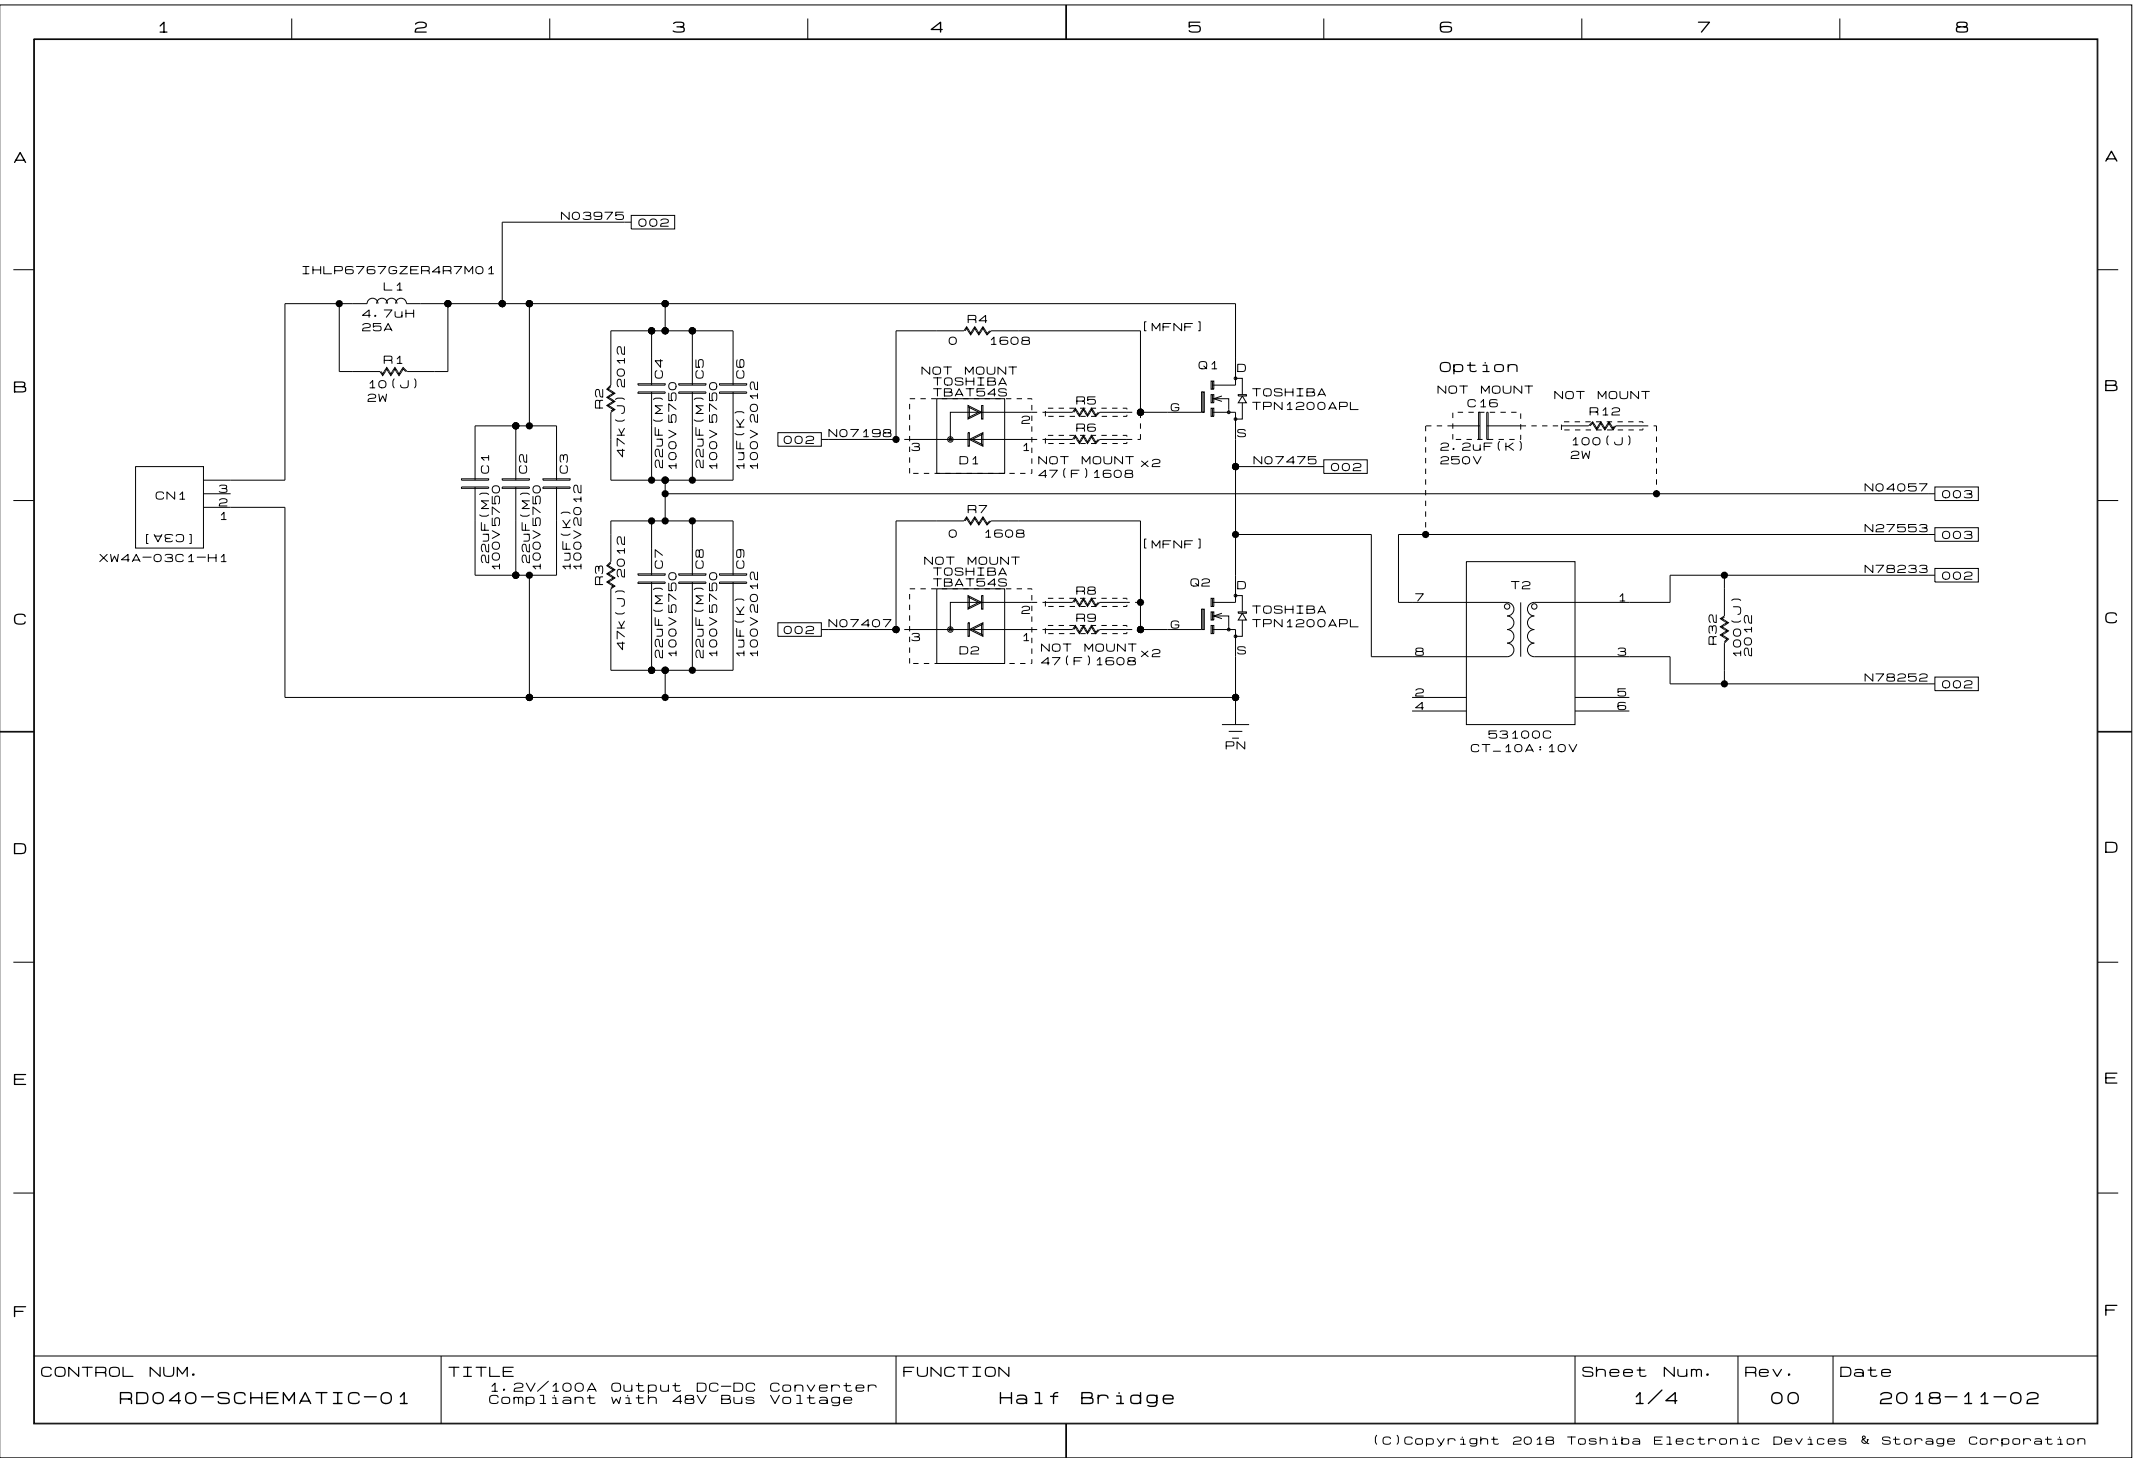 1 2 3 4 5 6 7 8
A A
B B
C C
D D
E E
F F
N03975 002
IHLP6767GZER4R7M01
L1
4.7uH
25A
R1
10(J)
2W
CN1
[C3A]
XW4A-03C1-H1
3
2
1
C1
22uF(M)
100V5750
C2
22uF(M)
100V5750
C3
1uF(K)
100V2012
R2
47k(J) 2012
C4
22uF(M)
100V5750
C5
22uF(M)
100V5750
C6
1uF(K)
100V2012
R3
47k(J) 2012
C7
22uF(M)
100V5750
C8
22uF(M)
100V5750
C9
1uF(K)
100V2012
R4
0 1608
[MFNF]
NOT MOUNT
TOSHIBA
TBAT54S
002 N07198
3
2
1
D1
R5
R6
NOT MOUNT x2
47(F)1608
Q1
D
G
S
TOSHIBA
TPN1200APL
N07475 002
R7
0 1608
[MFNF]
NOT MOUNT
TOSHIBA
TBAT54S
002 N07407
3
2
1
D2
R8
R9
NOT MOUNT x2
47(F)1608
Q2
D
G
S
TOSHIBA
TPN1200APL
PN
Option
NOT MOUNT
C16
2.2uF(K)
250V
NOT MOUNT
R12
100(J)
2W
N04057 003
N27553 003
N78233 002
N78252 002
T2
7 1
8 3
2 5
4 6
53100C
CT_10A:10V
R32
100(J)
2012
CONTROL NUM.
RD040-SCHEMATIC-01
TITLE
1.2V/100A Output DC-DC Converter
Compliant with 48V Bus Voltage
FUNCTION
Half Bridge
Sheet Num.
1/4
Rev.
00
Date
2018-11-02
(C)Copyright 2018 Toshiba Electronic Devices & Storage Corporation